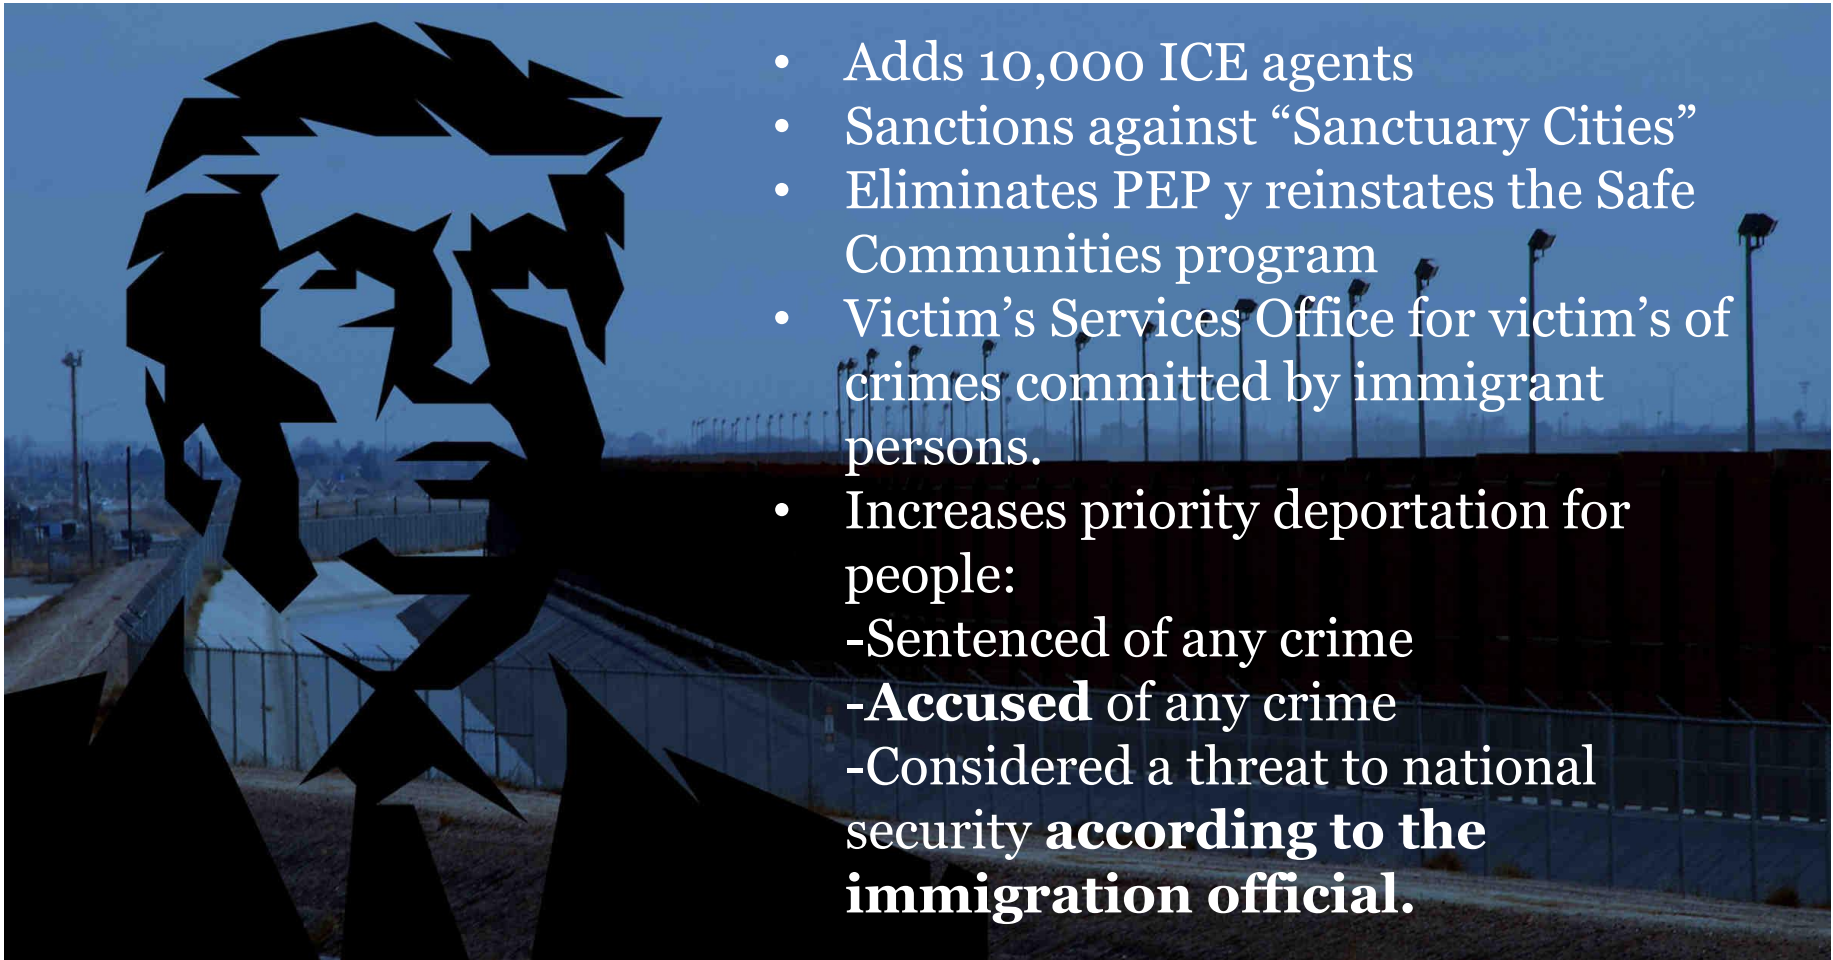 • Adds 10,000 ICE agents
• Sanctions against “Sanctuary Cities”
• Eliminates PEP y reinstates the Safe
Communities program
• Victim’s Services Office for victim’s of
crimes committed by immigrant
persons.
• Increases priority deportation for
people:
-Sentenced of any crime
-Accused of any crime
-Considered a threat to national
security according to the
immigration official.